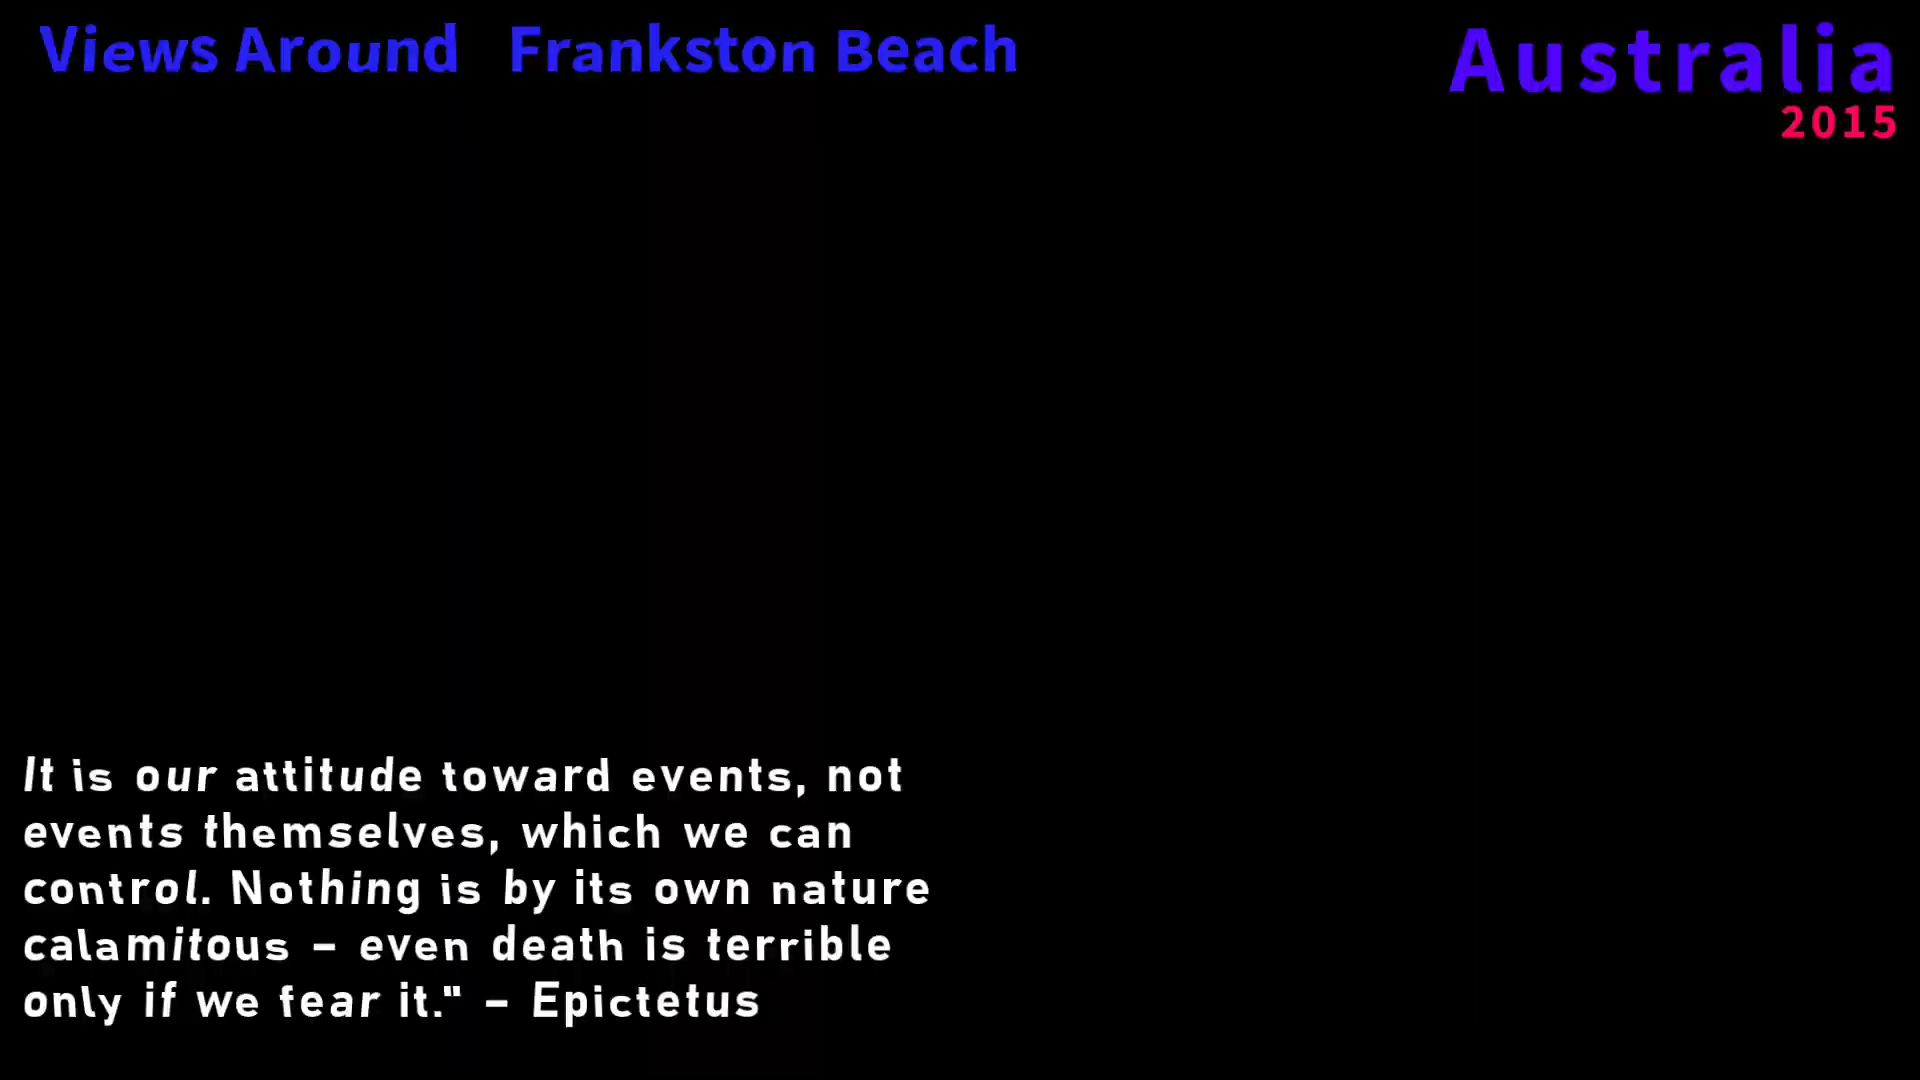 Views Around Frankston Beach
Australia
2015
It is our attitude toward events, not
events themselves, which we can
control. Nothing is by its own nature
calamitous – even death is terrible
only if we fear it." – Epictetus